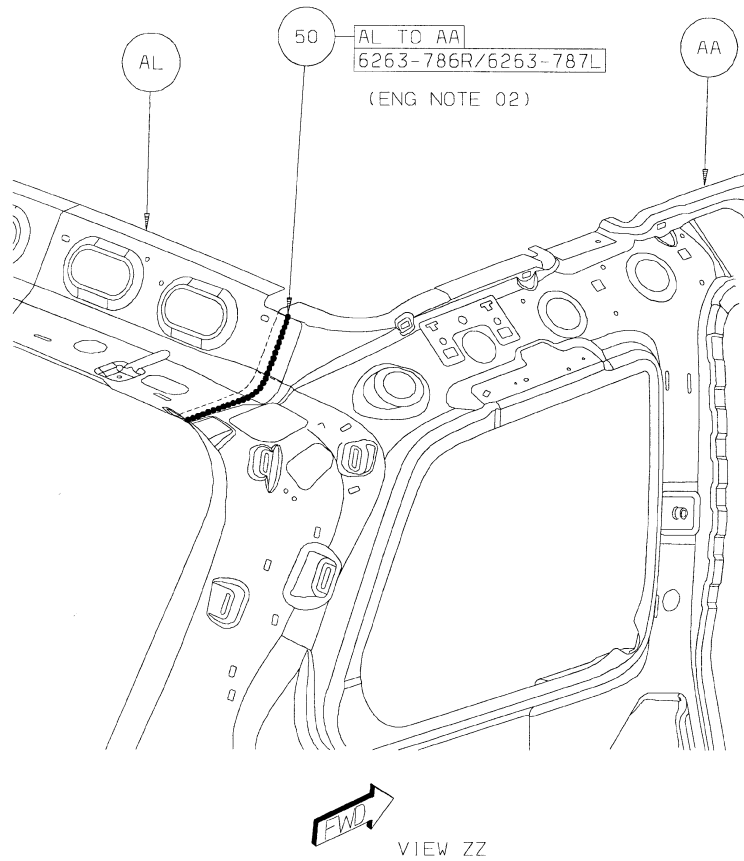 50
AL TO AA
6263-786R/6263-787L
(ENG NOTE 02)
AL
AA
FWD
VIEW ZZ